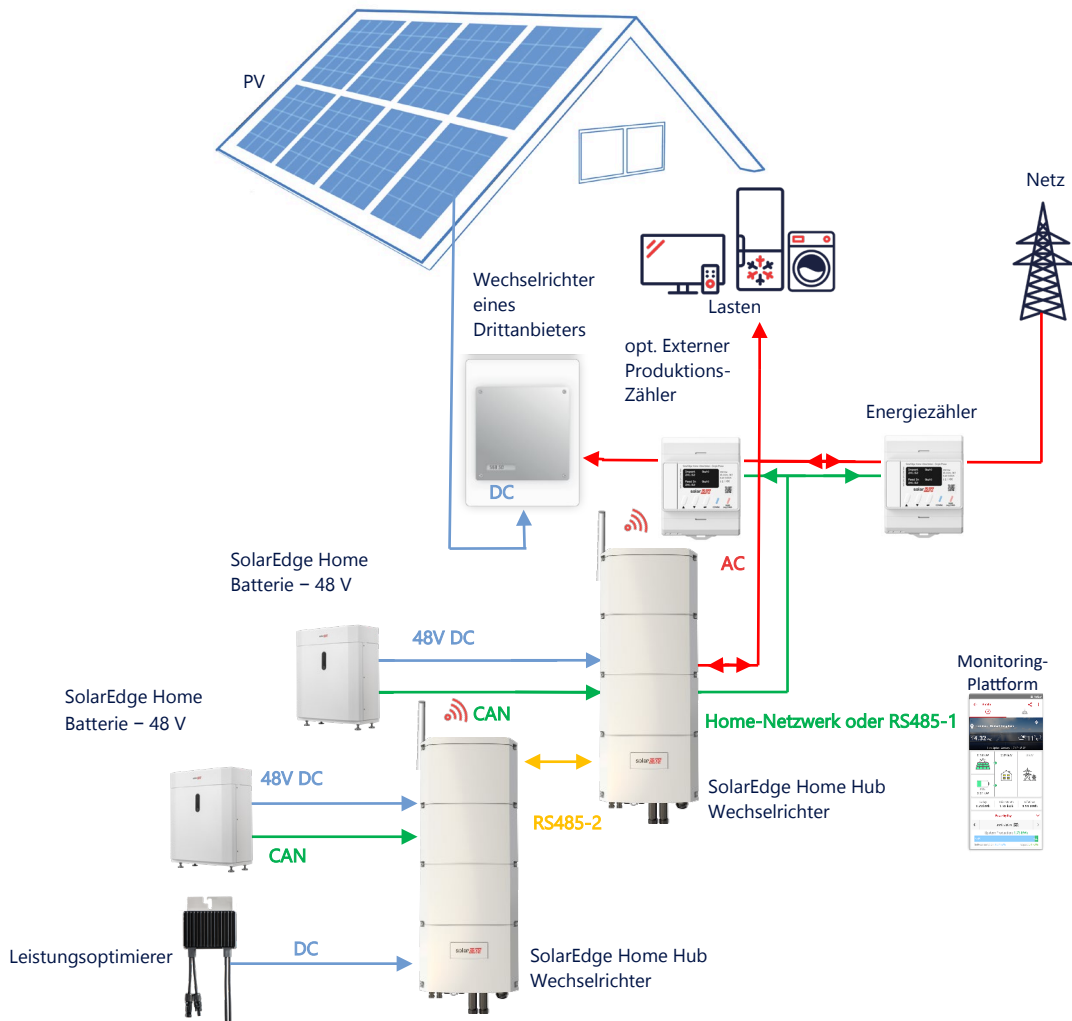 PV
Netz
Wechselrichter
eines
Drittanbieters
Lasten
opt. Externer
Produktions-
Zähler
Energiezähler
DC
SolarEdge Home
Batterie – 48 V
AC
48V DC
CAN
Monitoring-
Plattform
SolarEdge Home
Batterie – 48 V
Home-Netzwerk oder RS485-1
SolarEdge Home Hub
Wechselrichter
48V DC
RS485-2
CAN
Leistungsoptimierer
DC
SolarEdge Home Hub
Wechselrichter